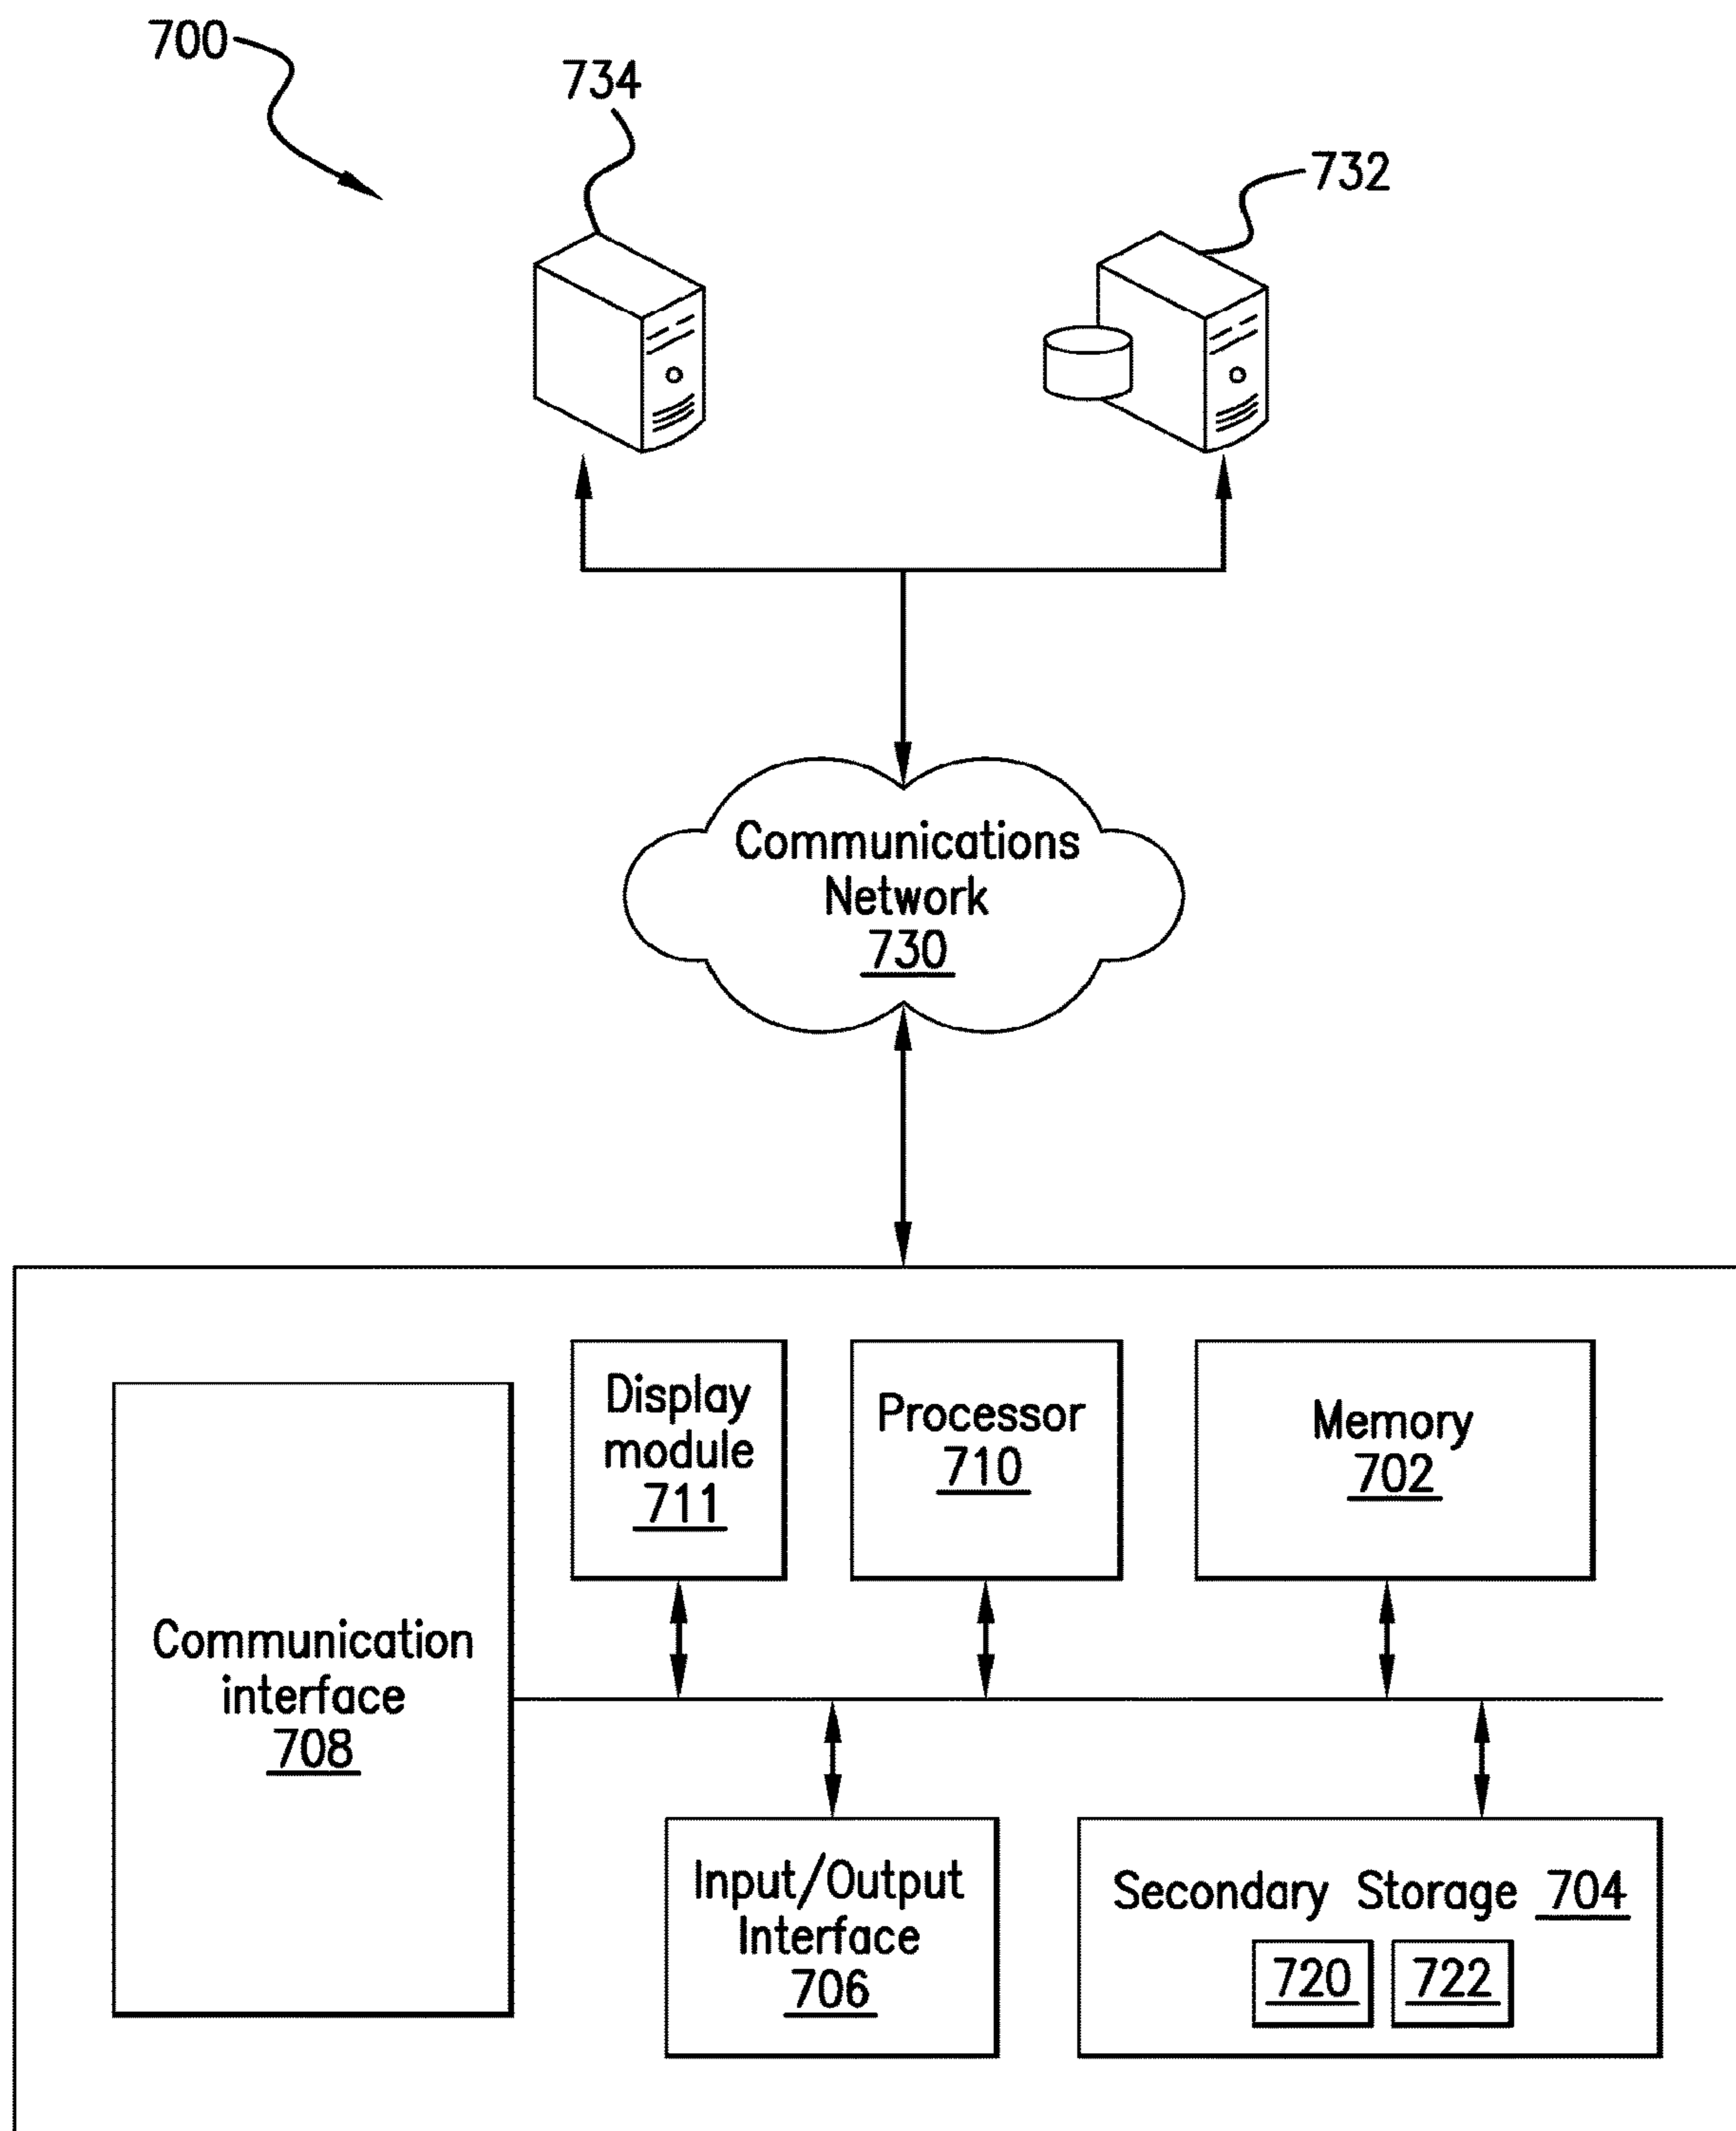 700
734
732
Communications
Network
730
Display
module
711
Processor
710
Memory
702
Communication
interface
708
Input/Output
Interface
706
Secondary Storage 704
720 722